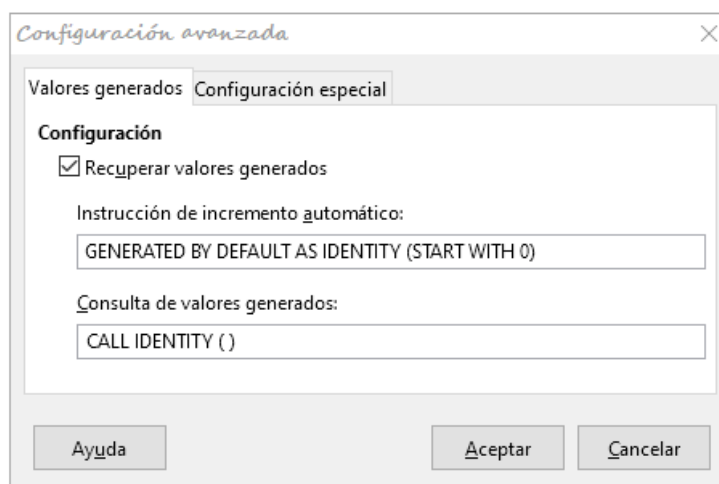 Configuración avanzada
Valores generados Configuración especial
Configuración
Recuperar valores generados
Instrucción de incremento automático:
GENERATED BY DEFAULT AS IDENTITY (START WITH 0)
Consulta de valores generados:
CALL IDENTITY ( )
Ayuda Aceptar Cancelar